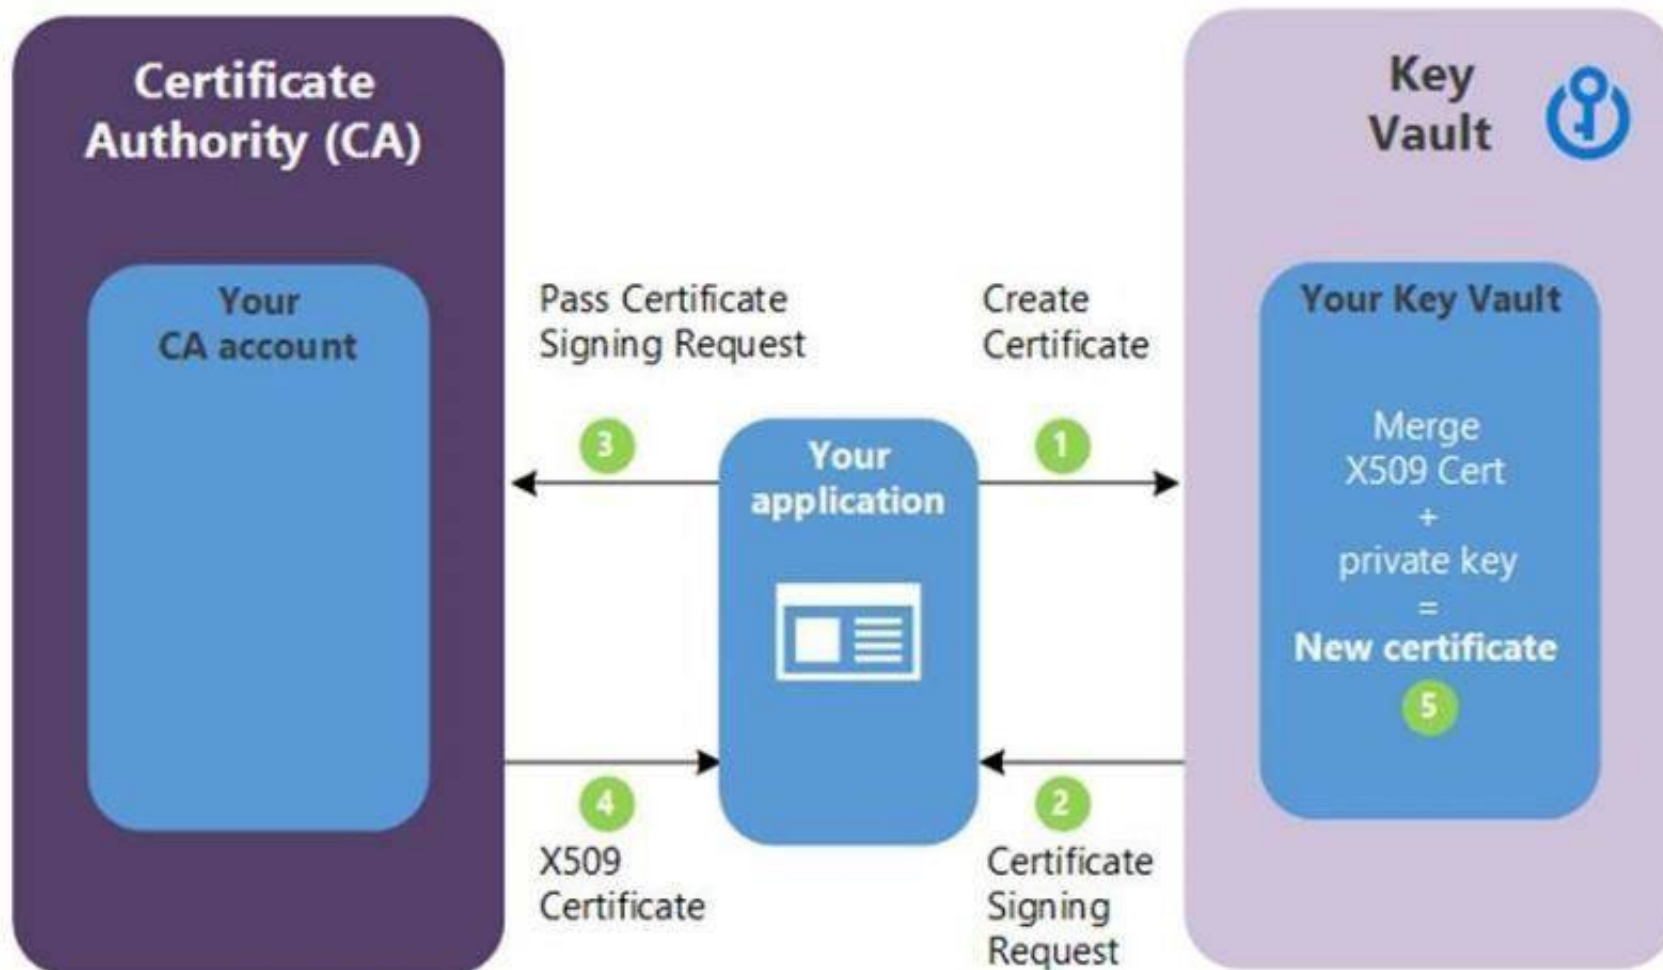 Certificate
Authority (CA)
Your
CA account
Pass Certificate
Signing Request
3
4
X509
Certificate
Your
application
Create
Certificate
1
2
Certificate
Signing
Request
Key
Vault
Your Key Vault
Merge
X509 Cert
+
private key
=
New certificate
5